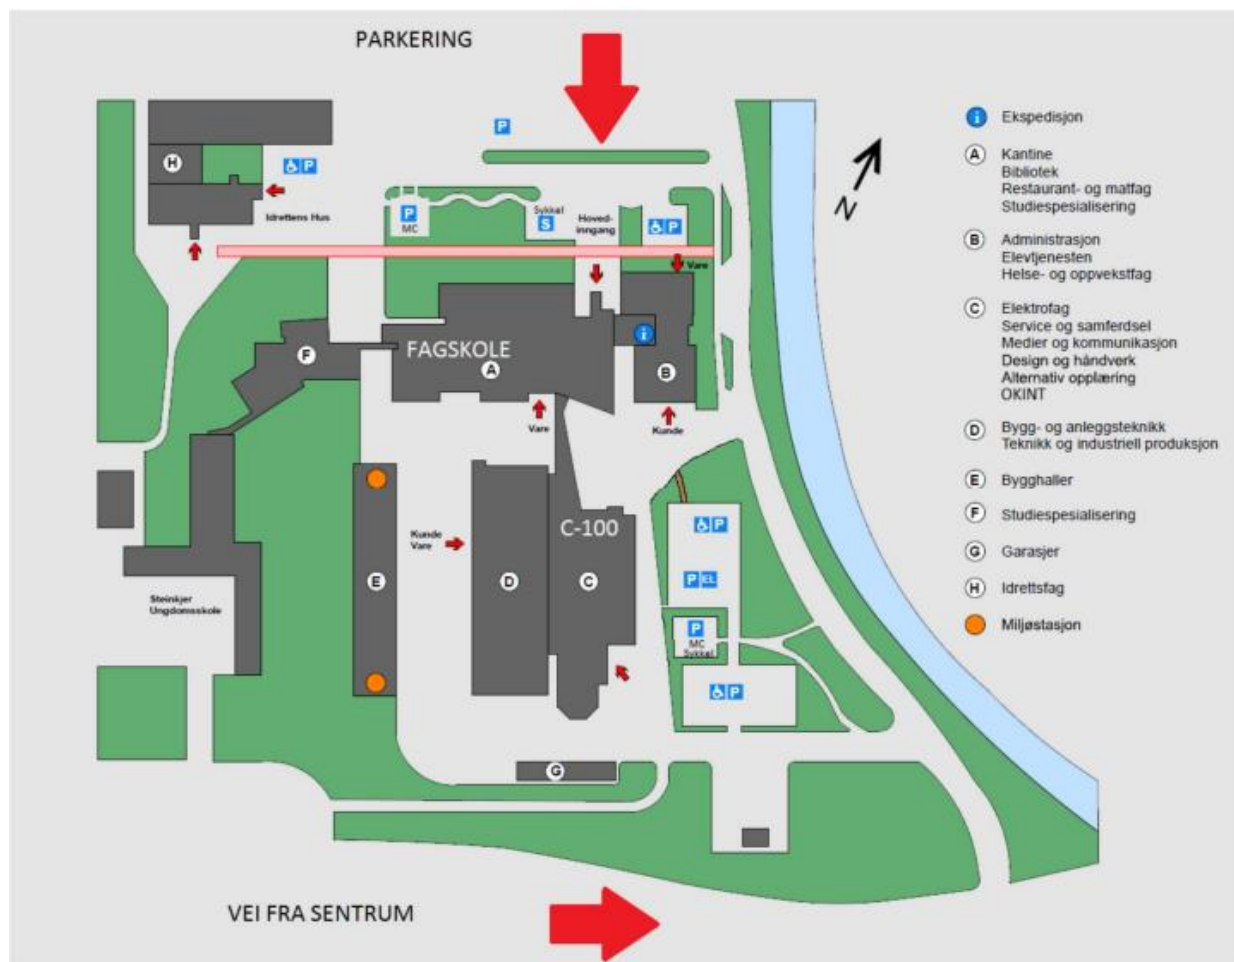 PARKERING
P
H
P
Idrettens Hus
P
MC
Sykkel
S
Hoved-
inngang
P
Vare
N
FAGSKOLE
F
A
i
B
Vare
Kunde
C-100
Kunde
Vare
E
D
C
P
P EL
P
MC
Sykkel
P
Steinkjer
Ungdomsskole
G
VEI FRA SENTRUM
i Ekspedisjon
A Kantine
Bibliotek
Restaurant- og matfag
Studiespesialisering
B Administrasjon
Elevtjenesten
Helse- og oppvekstfag
C Elektrofag
Service og samferdsel
Medier og kommunikasjon
Design og håndverk
Alternativ opplæring
OKINT
D Bygg- og anleggsteknikk
Teknikk og industriell produksjon
E Bygghaller
F Studiespesialisering
G Garasjer
H Idrettsfag
Miljøstasjon